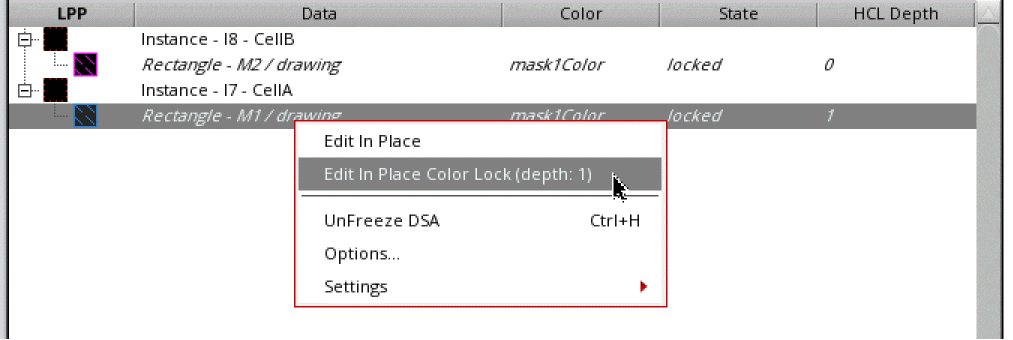 LPP Data Color State HCL Depth
Instance - I8 - CellB
Rectangle - M2 / drawing mask1Color locked 0
Instance - I7 - CellA
Rectangle - M1 / drawing mask1Color locked 1
Edit In Place
Edit In Place Color Lock (depth: 1)
UnFreeze DSA Ctrl+H
Options...
Settings